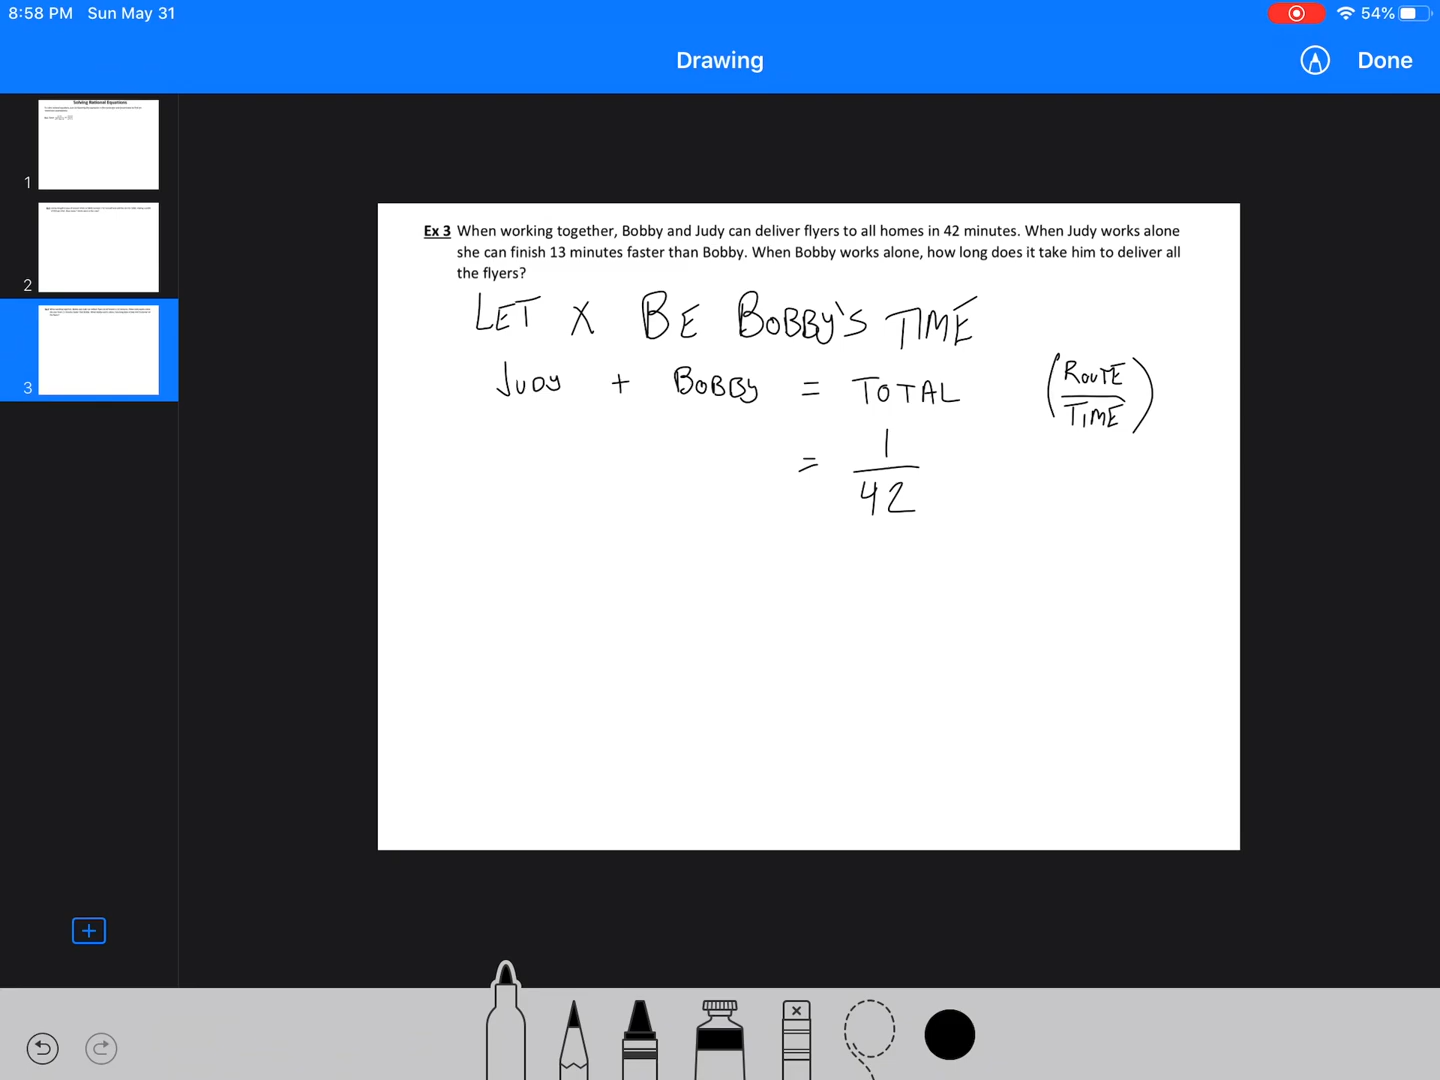 8:58 PM Sun May 31
54%
Drawing
Done
Solving Rational Equations
1
2
3
Ex 3 When working together, Bobby and Judy can deliver flyers to all homes in 42 minutes. When Judy works alone
she can finish 13 minutes faster than Bobby. When Bobby works alone, how long does it take him to deliver all
the flyers?
LET X BE BOBBY'S TIME
JUDY + BOBBY = TOTAL (ROUTE/TIME)
= 1/42